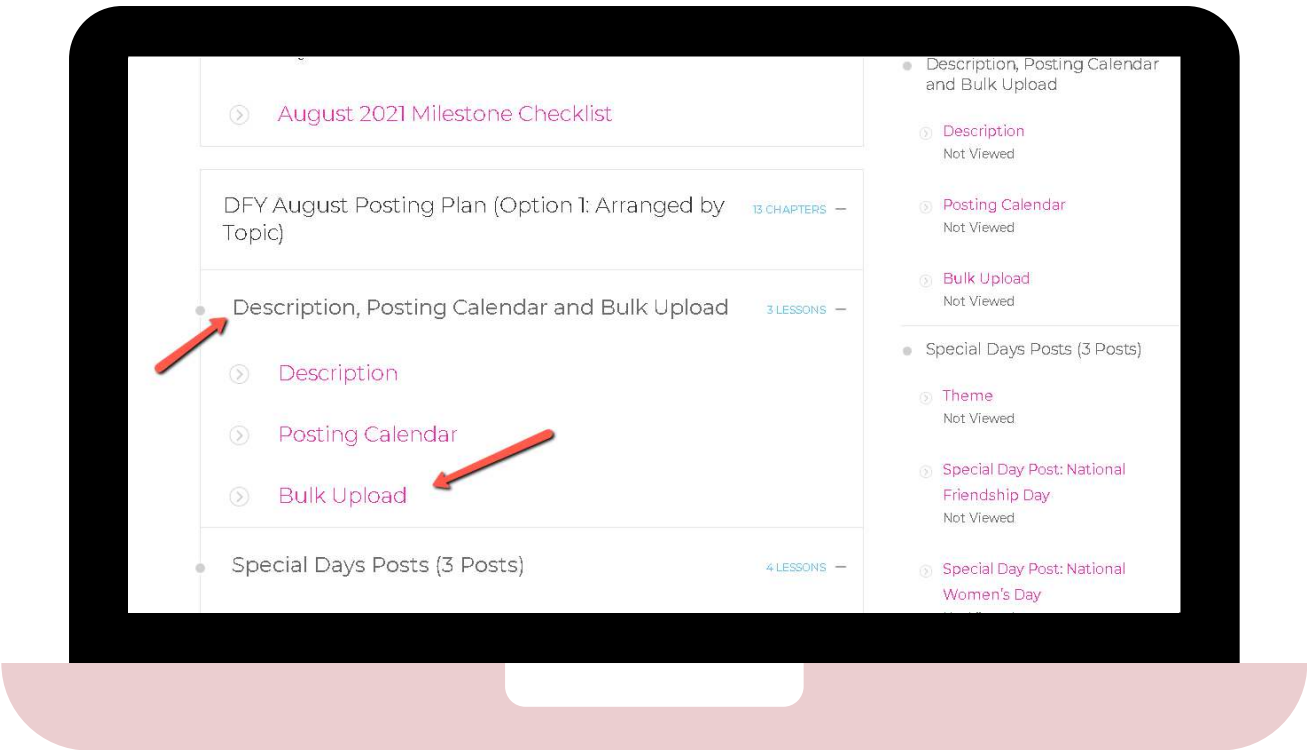 August 2021 Milestone Checklist
DFY August Posting Plan (Option 1: Arranged by
Topic)
13 CHAPTERS
Description, Posting Calendar and Bulk Upload
3 LESSONS
Description
Posting Calendar
Bulk Upload
Special Days Posts (3 Posts)
4 LESSONS
Description, Posting Calendar
and Bulk Upload
Description
Not Viewed
Posting Calendar
Not Viewed
Bulk Upload
Not Viewed
Special Days Posts (3 Posts)
Theme
Not Viewed
Special Day Post: National
Friendship Day
Not Viewed
Special Day Post: National
Women's Day